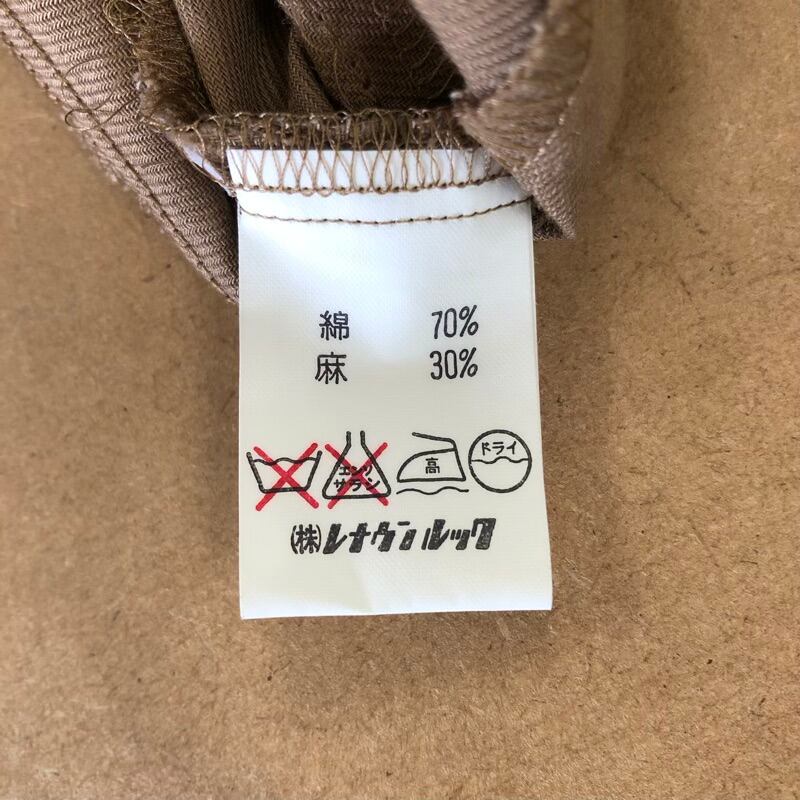 綿 70%
麻 30%
エンソ
サラシ
高
ドライ
(株)レナウンルック